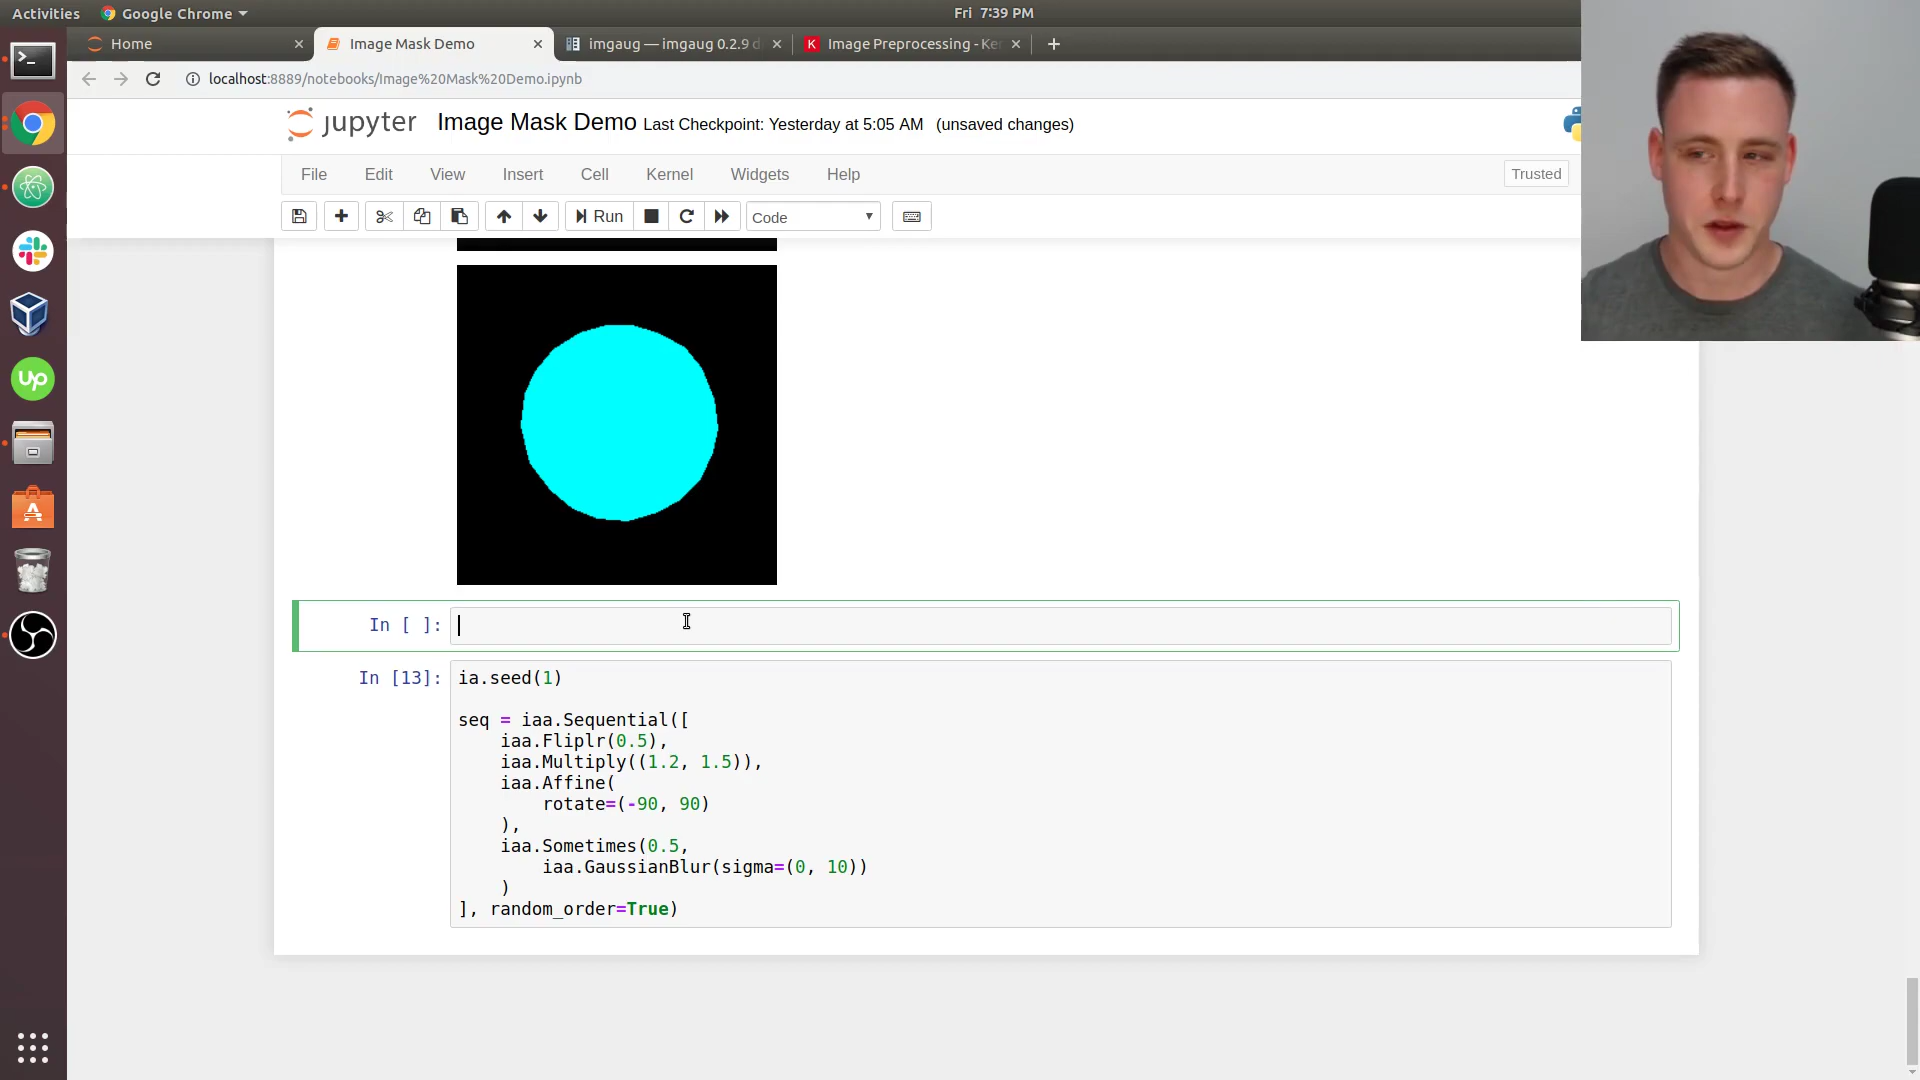 Activities
Google Chrome
Fri 7:39 PM
Home
Image Mask Demo
imgaug — imgaug 0.2.9 d
K
Image Preprocessing - Ke
localhost:8889/notebooks/Image%20Mask%20Demo.ipynb
jupyter
Image Mask Demo Last Checkpoint: Yesterday at 5:05 AM (unsaved changes)
File Edit View Insert Cell Kernel Widgets Help
Trusted
Run
Code
up
In [ ]:
In [13]:
ia.seed(1)
seq = iaa.Sequential([
iaa.Fliplr(0.5),
iaa.Multiply((1.2, 1.5)),
iaa.Affine(
rotate=(-90, 90)
),
iaa.Sometimes(0.5,
iaa.GaussianBlur(sigma=(0, 10))
)
], random_order=True)